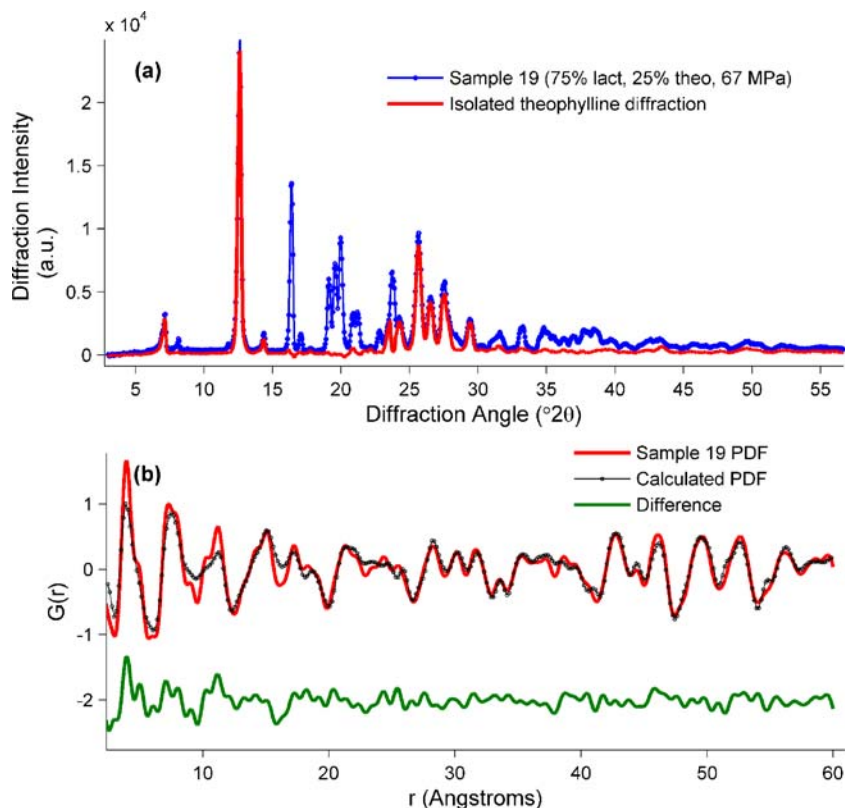 x 10⁴
(a)
Sample 19 (75% lact, 25% theo, 67 MPa)
Isolated theophylline diffraction
2
1.5
1
0.5
0
Diffraction Intensity
(a.u.)
5 10 15 20 25 30 35 40 45 50 55
Diffraction Angle (°2θ)
(b)
Sample 19 PDF
Calculated PDF
Difference
1
0
-1
-2
G(r)
10 20 30 40 50 60
r (Angstroms)